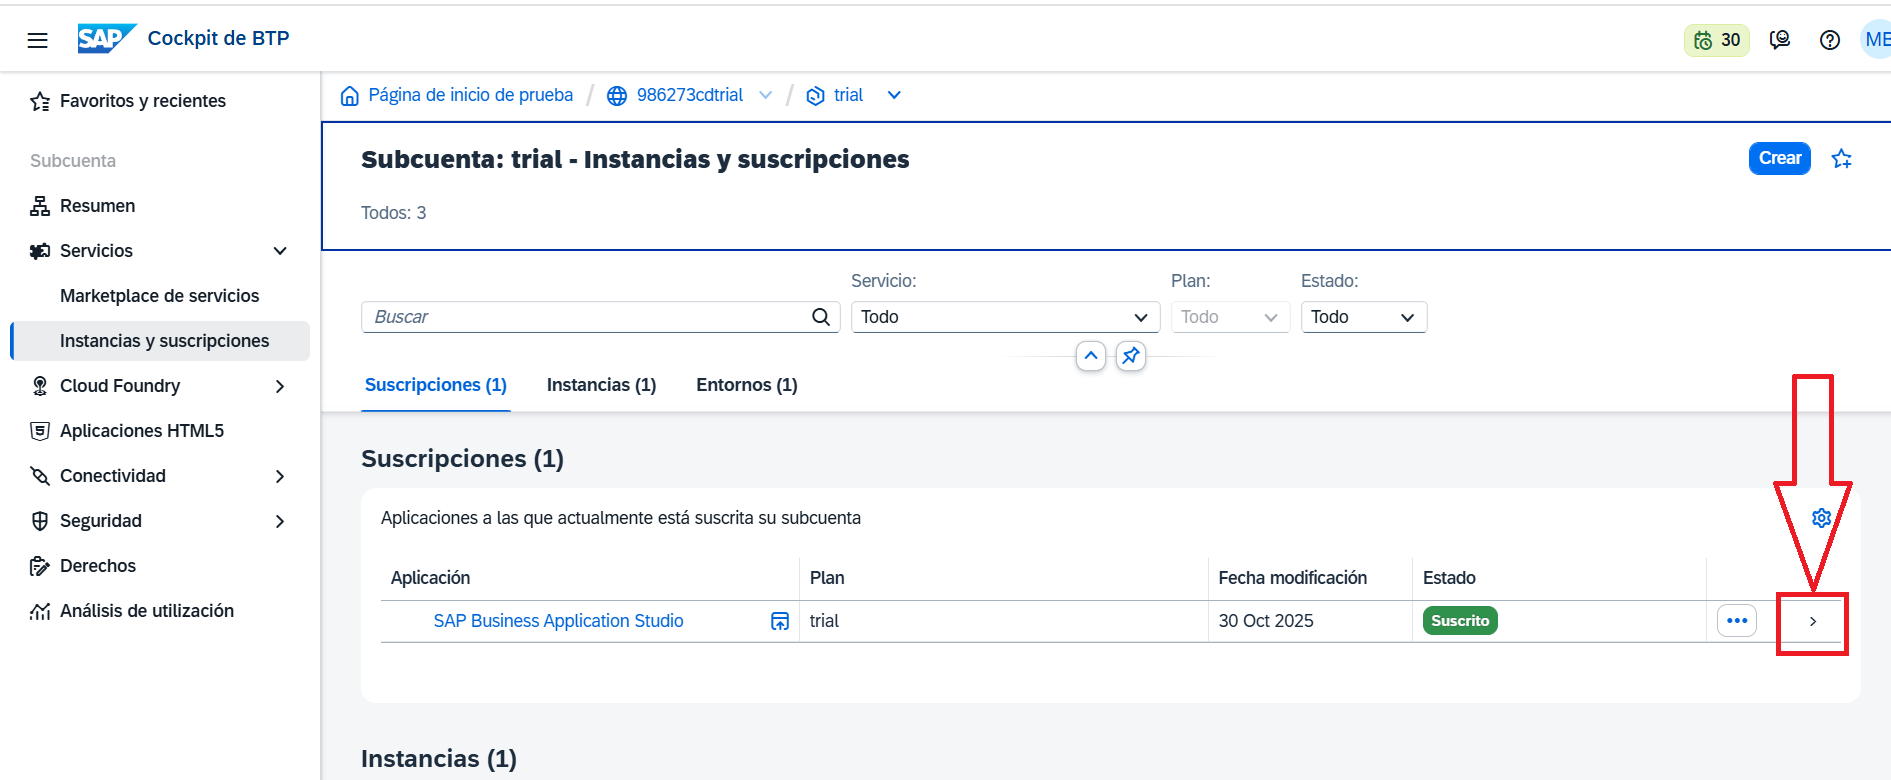 SAP Cockpit de BTP
30
Favoritos y recientes
Subcuenta
Resumen
Servicios
Marketplace de servicios
Instancias y suscripciones
Cloud Foundry
5 Aplicaciones HTML5
Conectividad
Seguridad
Derechos
Análisis de utilización
Página de inicio de prueba / 986273cdtrial / trial
Subcuenta: trial - Instancias y suscripciones
Crear
Todos: 3
Servicio: Plan: Estado:
Buscar Todo Todo Todo
Suscripciones (1) Instancias (1) Entornos (1)
Suscripciones (1)
Aplicaciones a las que actualmente está suscrita su subcuenta
Aplicación Plan Fecha modificación Estado
SAP Business Application Studio trial 30 Oct 2025 Suscrito
Instancias (1)